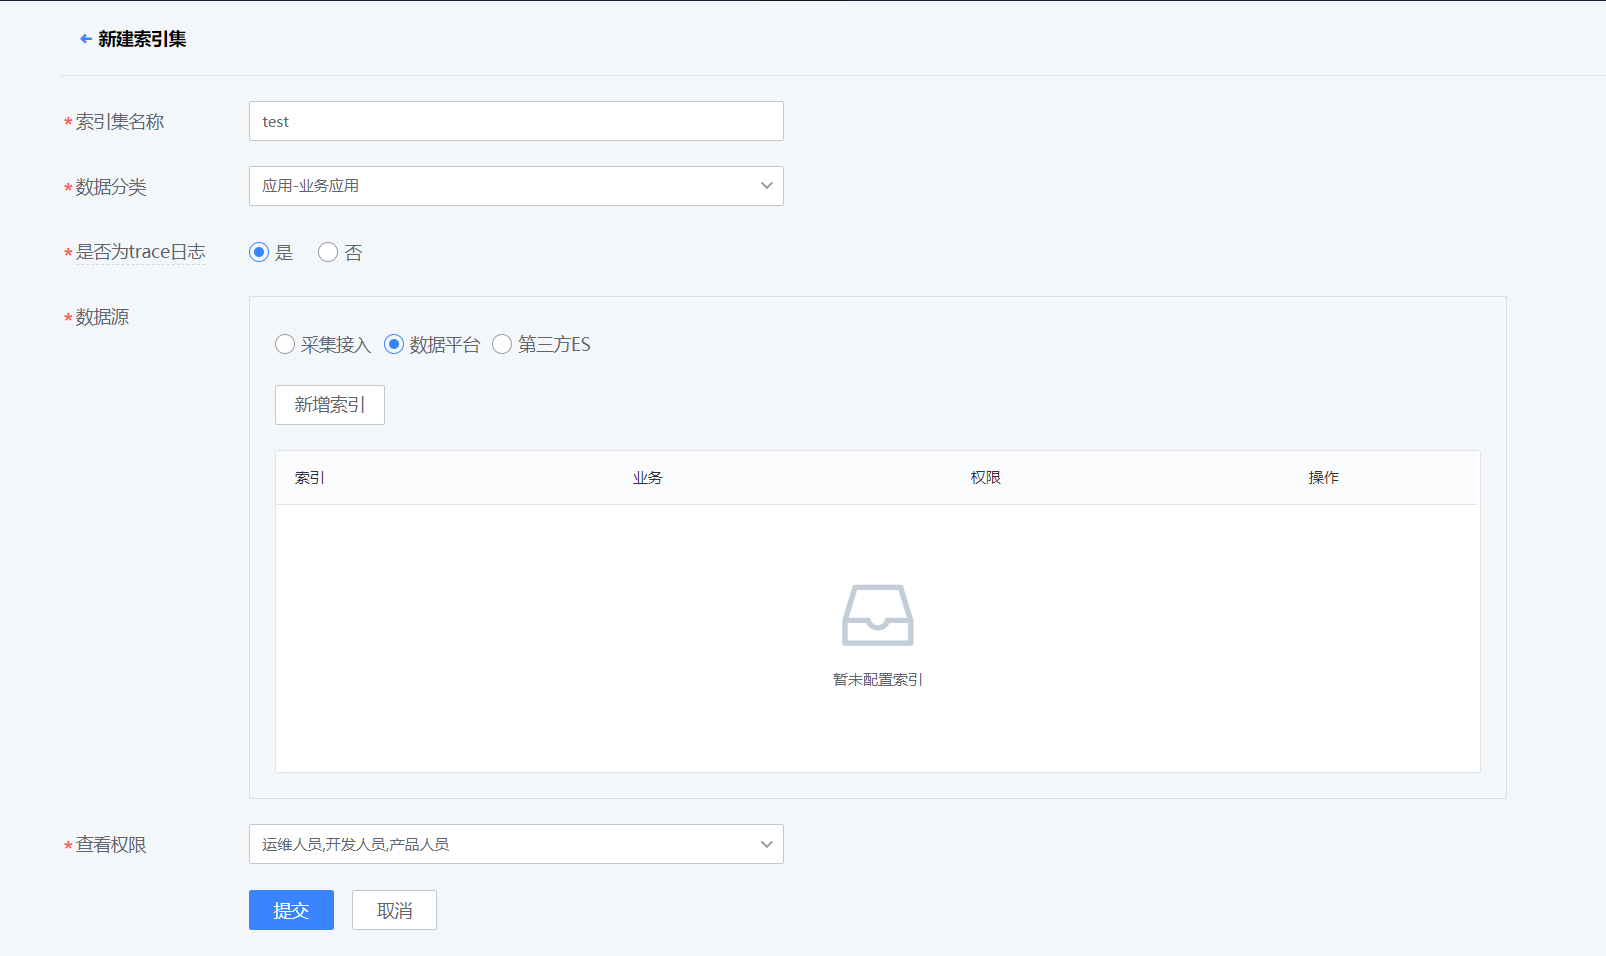 新建索引集
*索引集名称
test
*数据分类
应用-业务应用
*是否为trace日志
是 否
*数据源
采集接入 数据平台 第三方ES
新增索引
索引 业务 权限 操作
暂未配置索引
*查看权限
运维人员,开发人员,产品人员
提交 取消